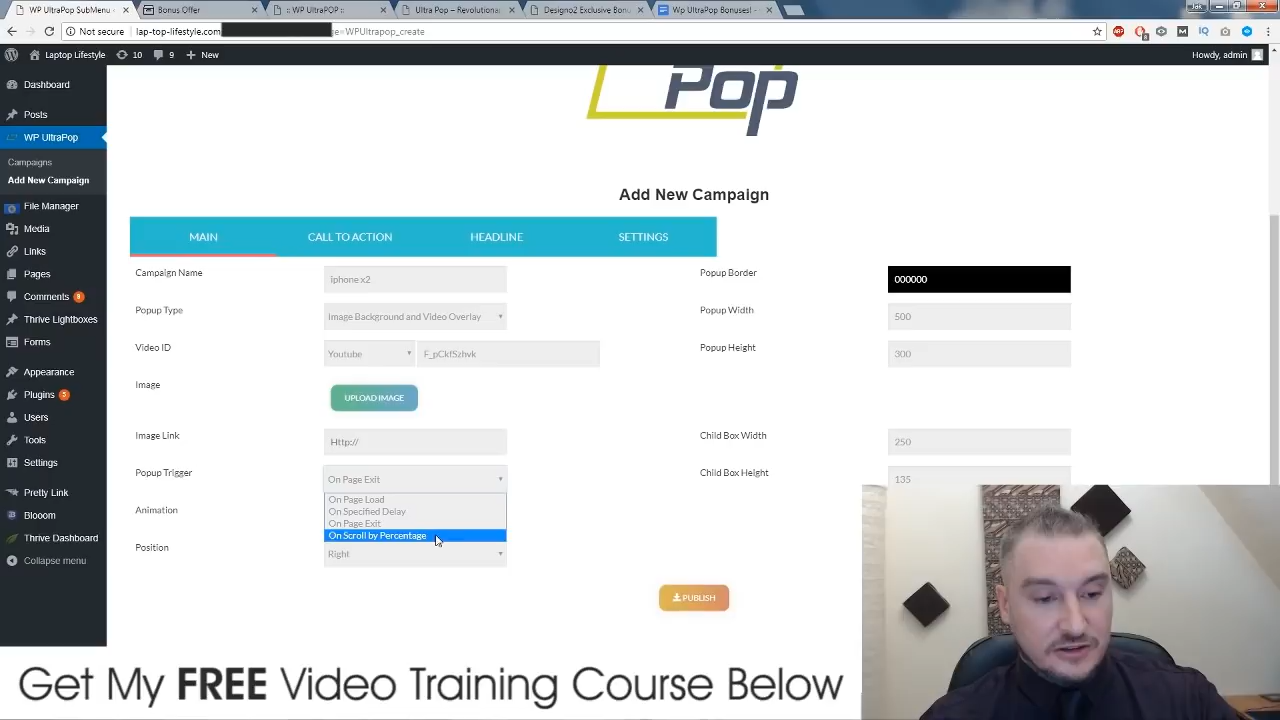 WP UltraPop SubMenu
Bonus Offer
:: WP UltraPOP ::
Ultra Pop – Revolutiona
Designo2 Exclusive Bonu
Wp UltraPop Bonuses! -
Jek
Not secure
lap-top-lifestyle.com
e=WPUltrapop_create
Laptop Lifestyle
10
9
New
Howdy, admin
Dashboard
Posts
WP UltraPop
Campaigns
Add New Campaign
File Manager
Media
Links
Pages
Comments
Thrive Lightboxes
Forms
Appearance
Plugins
Users
Tools
Settings
Pretty Link
Blooom
Thrive Dashboard
Collapse menu
Pop
Add New Campaign
MAIN
CALL TO ACTION
HEADLINE
SETTINGS
Campaign Name
iphone x2
Popup Border
000000
Popup Type
Image Background and Video Overlay
Popup Width
500
Video ID
Youtube
Popup Height
300
Image
UPLOAD IMAGE
Image Link
Http://
Child Box Width
250
Popup Trigger
On Page Exit
Child Box Height
135
On Page Load
On Specified Delay
On Page Exit
On Scroll by Percentage
Animation
Position
Right
PUBLISH
Get My FREE Video Training Course Below